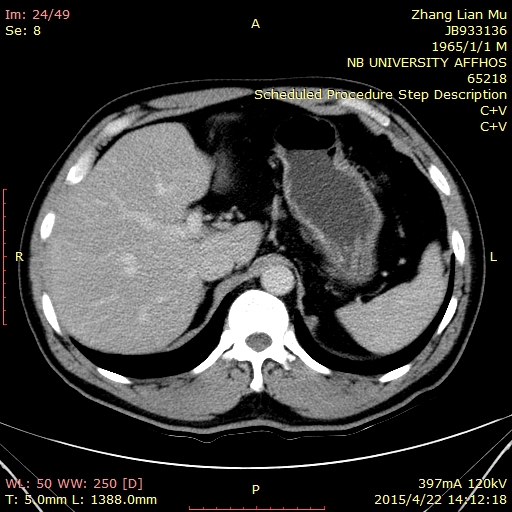 Im: 24/49
Se: 8
A
Zhang Lian Mu
JB933136
1965/1/1 M
NB UNIVERSITY AFFHOS
65218
Scheduled Procedure Step Description
C+V
C+V
R
L
WL: 50 WW: 250 [D]
T: 5.0mm L: 1388.0mm
P
397mA 120kV
2015/4/22 14:12:18